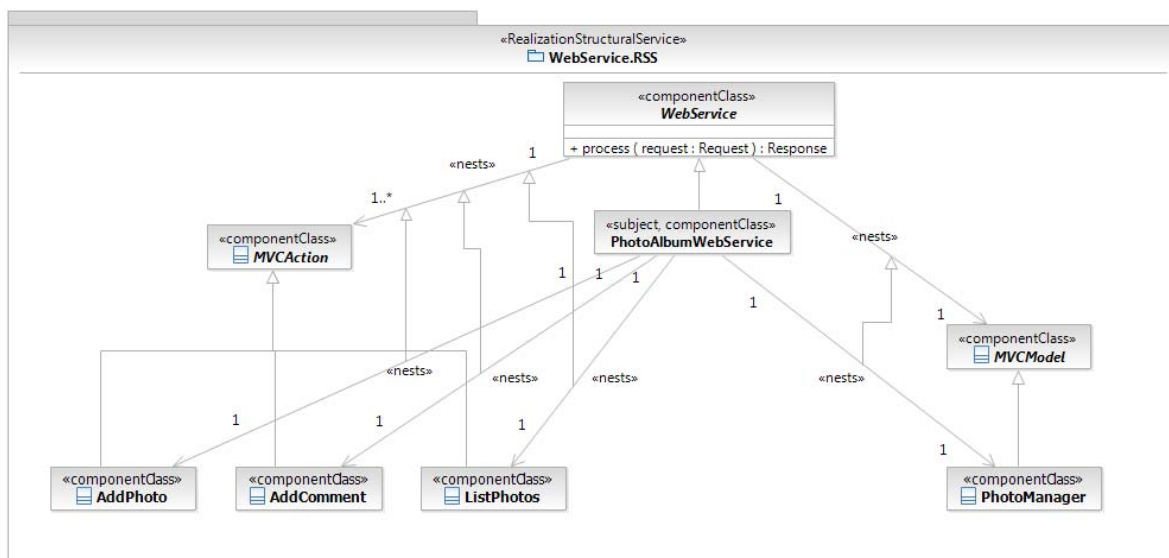 «RealizationStructuralService»
WebService.RSS
«componentClass»
WebService
+ process ( request : Request ) : Response
«nests»
1
1..*
1
«subject, componentClass»
PhotoAlbumWebService
«componentClass»
MVCAction
«nests»
1
1
1
1
1
«componentClass»
MVCModel
«nests»
«nests»
«nests»
«nests»
1
1
1
1
«componentClass»
AddPhoto
«componentClass»
AddComment
«componentClass»
ListPhotos
«componentClass»
PhotoManager